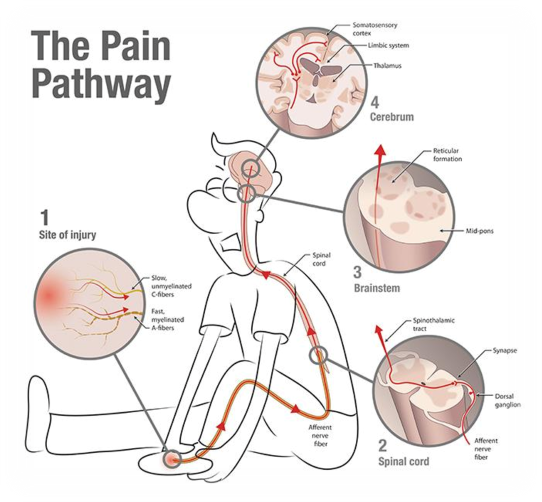 The Pain
Pathway
Somatosensory
cortex
Limbic system
Thalamus
4
Cerebrum
Reticular
formation
Mid-pons
3
Brainstem
1
Site of injury
Slow,
unmyelinated
C-fibers
Fast,
myelinated
A-fibers
Spinal
cord
Spinothalamic
tract
Synapse
Dorsal
ganglion
Afferent
nerve
fiber
2
Spinal cord
Afferent
nerve
fiber